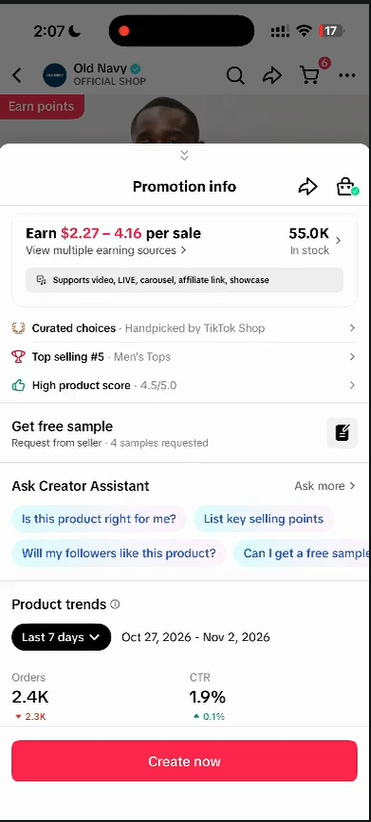 2:07
17
Old Navy
OFFICIAL SHOP
6
Earn points
Promotion info
Earn $2.27 – 4.16 per sale
55.0K
View multiple earning sources >
In stock
Supports video, LIVE, carousel, affiliate link, showcase
Curated choices · Handpicked by TikTok Shop
Top selling #5 · Men's Tops
High product score · 4.5/5.0
Get free sample
Request from seller · 4 samples requested
Ask Creator Assistant
Ask more >
Is this product right for me?
List key selling points
Will my followers like this product?
Can I get a free sample
Product trends
Last 7 days
Oct 27, 2026 - Nov 2, 2026
Orders
CTR
2.4K
1.9%
▼ 2.3K
▲ 0.1%
Create now